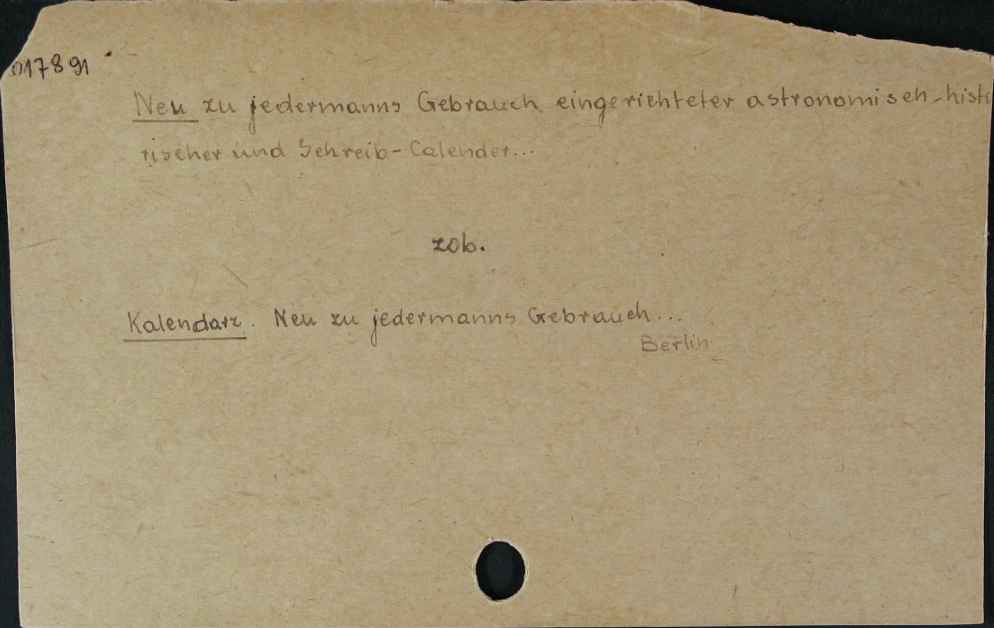 017891
Neu zu jedermanns Gebrauch eingerichteter astronomisch-histo
rischer und Schreib-Calender...
zob.
Kalendarz. Neu zu jedermanns Gebrauch...
Berlin